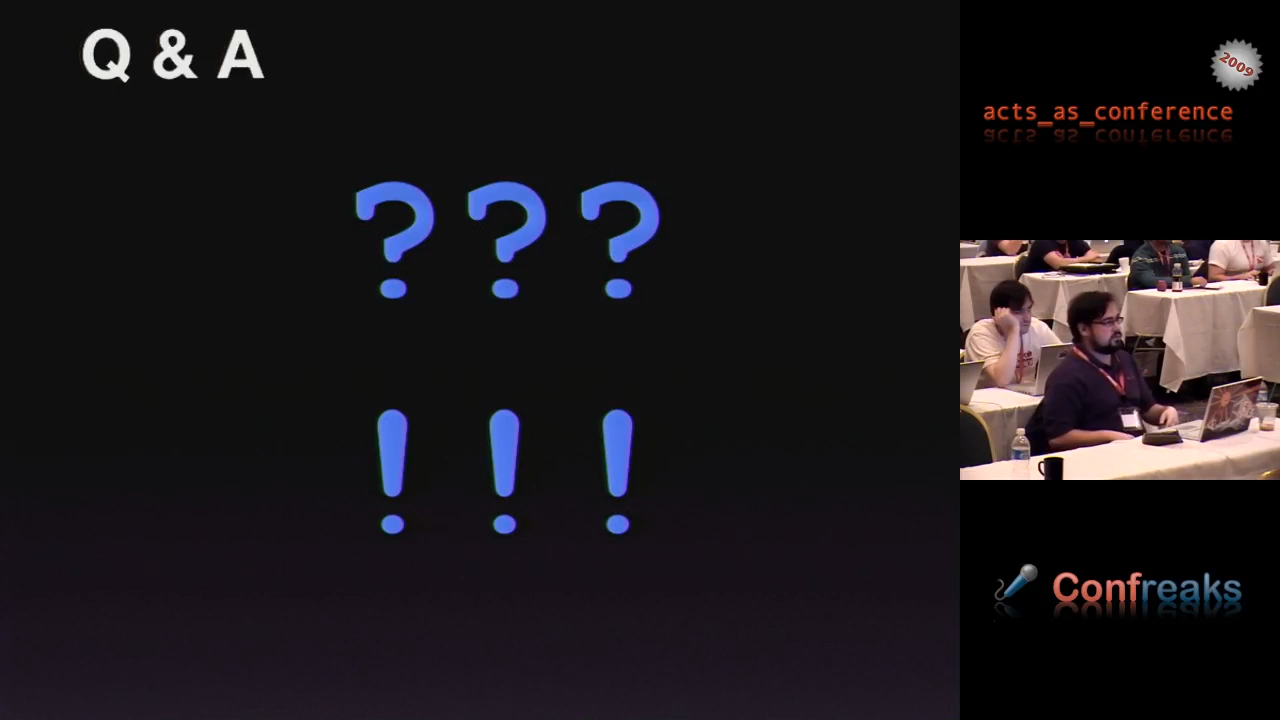 Q & A
? ? ?
! ! !
2009
acts_as_conference
Confreaks